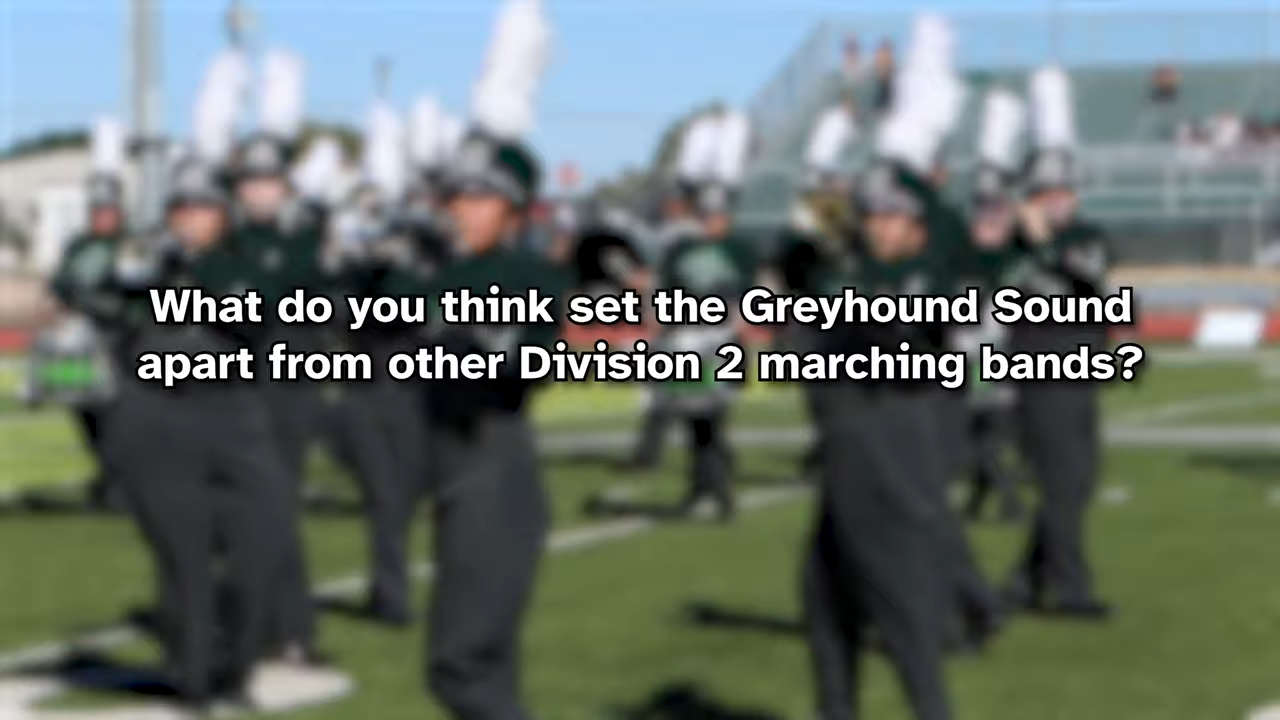 What do you think set the Greyhound Sound
apart from other Division 2 marching bands?